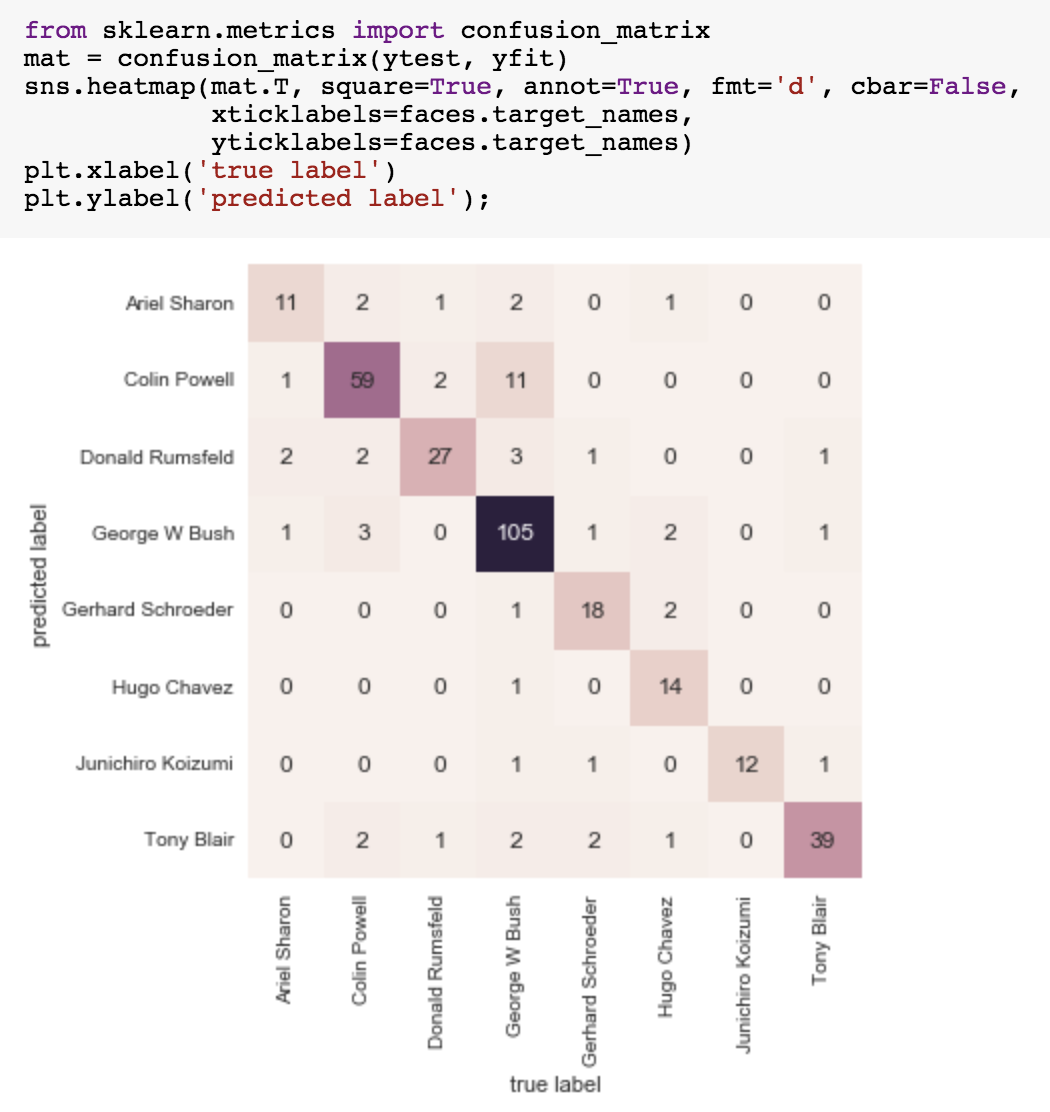 from sklearn.metrics import confusion_matrix
mat = confusion_matrix(ytest, yfit)
sns.heatmap(mat.T, square=True, annot=True, fmt='d', cbar=False,
            xticklabels=faces.target_names,
            yticklabels=faces.target_names)
plt.xlabel('true label')
plt.ylabel('predicted label');
predicted label
Ariel Sharon 11 2 1 2 0 1 0 0
Colin Powell 1 59 2 11 0 0 0 0
Donald Rumsfeld 2 2 27 3 1 0 0 1
George W Bush 1 3 0 105 1 2 0 1
Gerhard Schroeder 0 0 0 1 18 2 0 0
Hugo Chavez 0 0 0 1 0 14 0 0
Junichiro Koizumi 0 0 0 1 1 0 12 1
Tony Blair 0 2 1 2 2 1 0 39
Ariel Sharon
Colin Powell
Donald Rumsfeld
George W Bush
Gerhard Schroeder
Hugo Chavez
Junichiro Koizumi
Tony Blair
true label